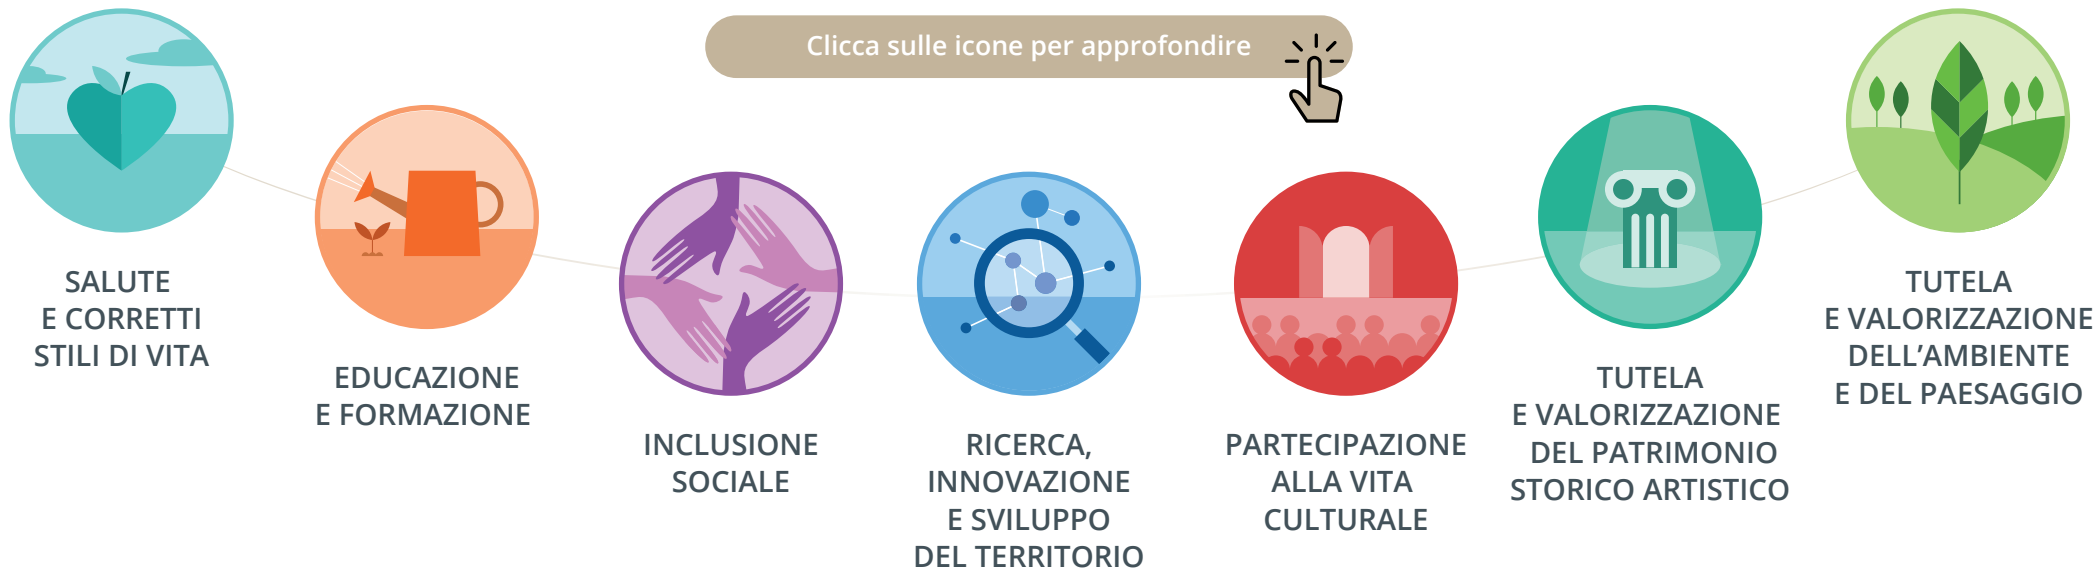 Clicca sulle icone per approfondire
SALUTE
E CORRETTI
STILI DI VITA
EDUCAZIONE
E FORMAZIONE
INCLUSIONE
SOCIALE
RICERCA,
INNOVAZIONE
E SVILUPPO
DEL TERRITORIO
PARTECIPAZIONE
ALLA VITA
CULTURALE
TUTELA
E VALORIZZAZIONE
DEL PATRIMONIO
STORICO ARTISTICO
TUTELA
E VALORIZZAZIONE
DELL’AMBIENTE
E DEL PAESAGGIO